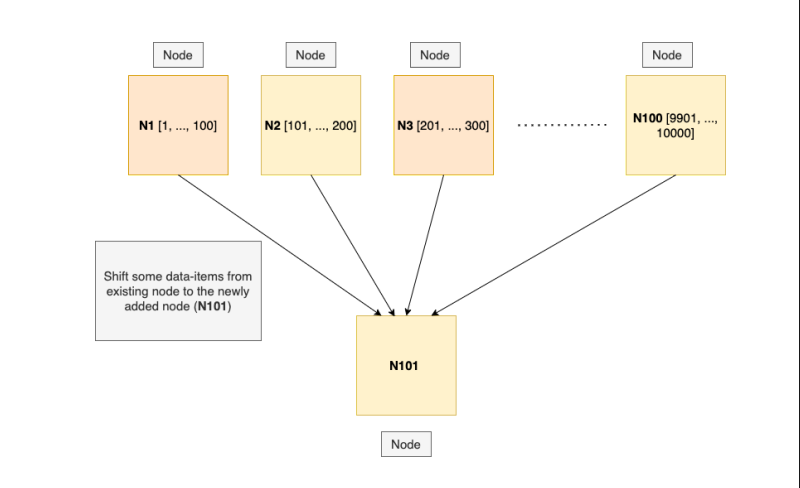 Node
Node
Node
Node
N1 [1, ..., 100]
N2 [101, ..., 200]
N3 [201, ..., 300]
N100 [9901, ...,
10000]
Shift some data-items from
existing node to the newly
added node (N101)
N101
Node